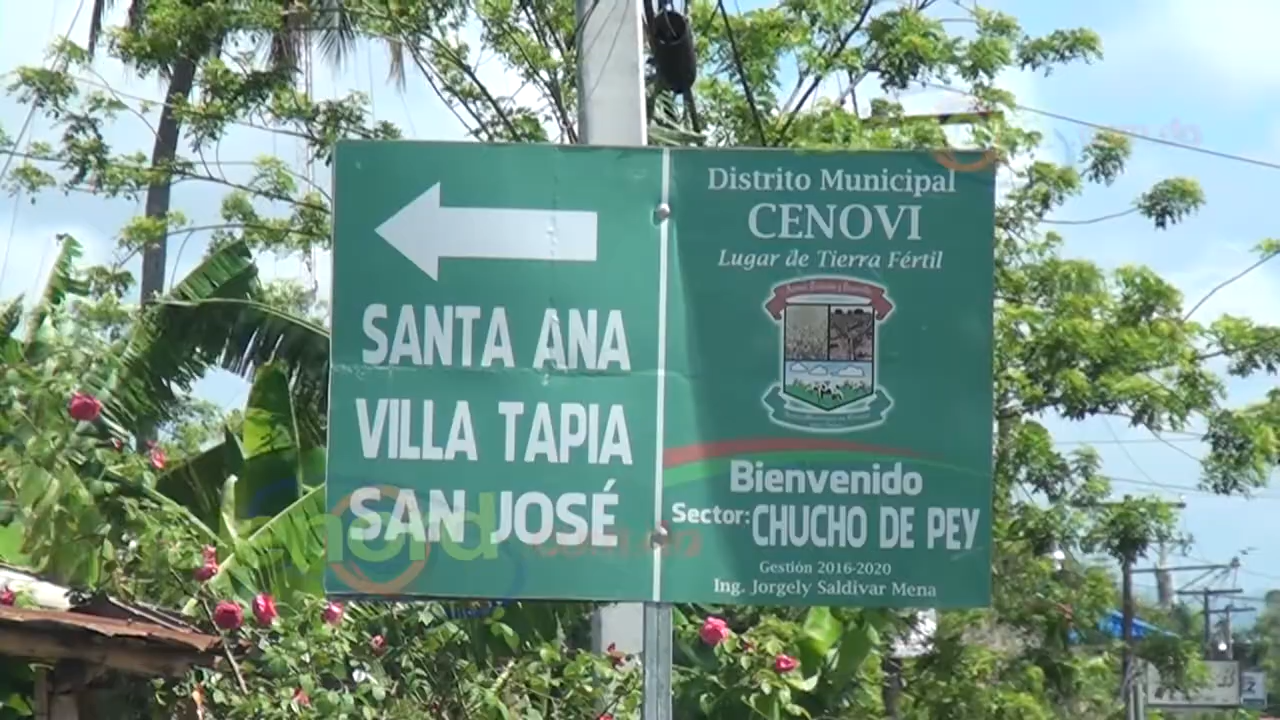 SANTA ANA
VILLA TAPIA
SAN JOSÉ
Distrito Municipal
CENOVI
Lugar de Tierra Fértil
Bienvenido
Sector: CHUCHO DE PEY
Gestión 2016-2020
Ing. Jorgely Saldivar Mena